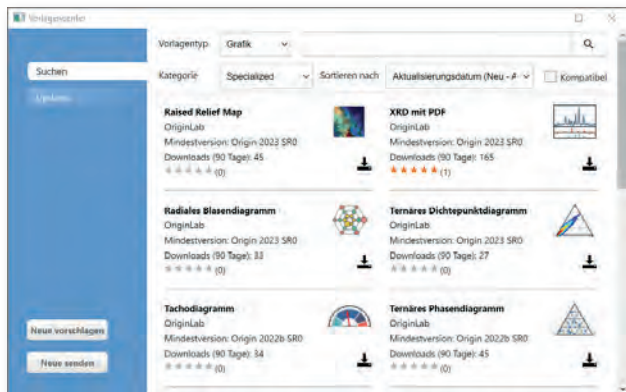 Vorlagencenter
Vorlagentyp Grafik
Suchen
Kategorie Specialized Sortieren nach Aktualisierungsdatum (Neu - A Kompatibel
Updates
Raised Relief Map
OriginLab
Mindestversion: Origin 2023 SR0
Downloads (90 Tage): 45
(0)
XRD mit PDF
OriginLab
Mindestversion: Origin 2023 SR0
Downloads (90 Tage): 165
(1)
Radiales Blasendiagramm
OriginLab
Mindestversion: Origin 2023 SR0
Downloads (90 Tage): 33
(0)
Ternäres Dichtepunktdiagramm
OriginLab
Mindestversion: Origin 2023 SR0
Downloads (90 Tage): 27
(0)
Tachodiagramm
OriginLab
Mindestversion: Origin 2022b SR0
Downloads (90 Tage): 34
(0)
Ternäres Phasendiagramm
OriginLab
Mindestversion: Origin 2022b SR0
Downloads (90 Tage): 45
(0)
Neue vorschlagen
Neue senden